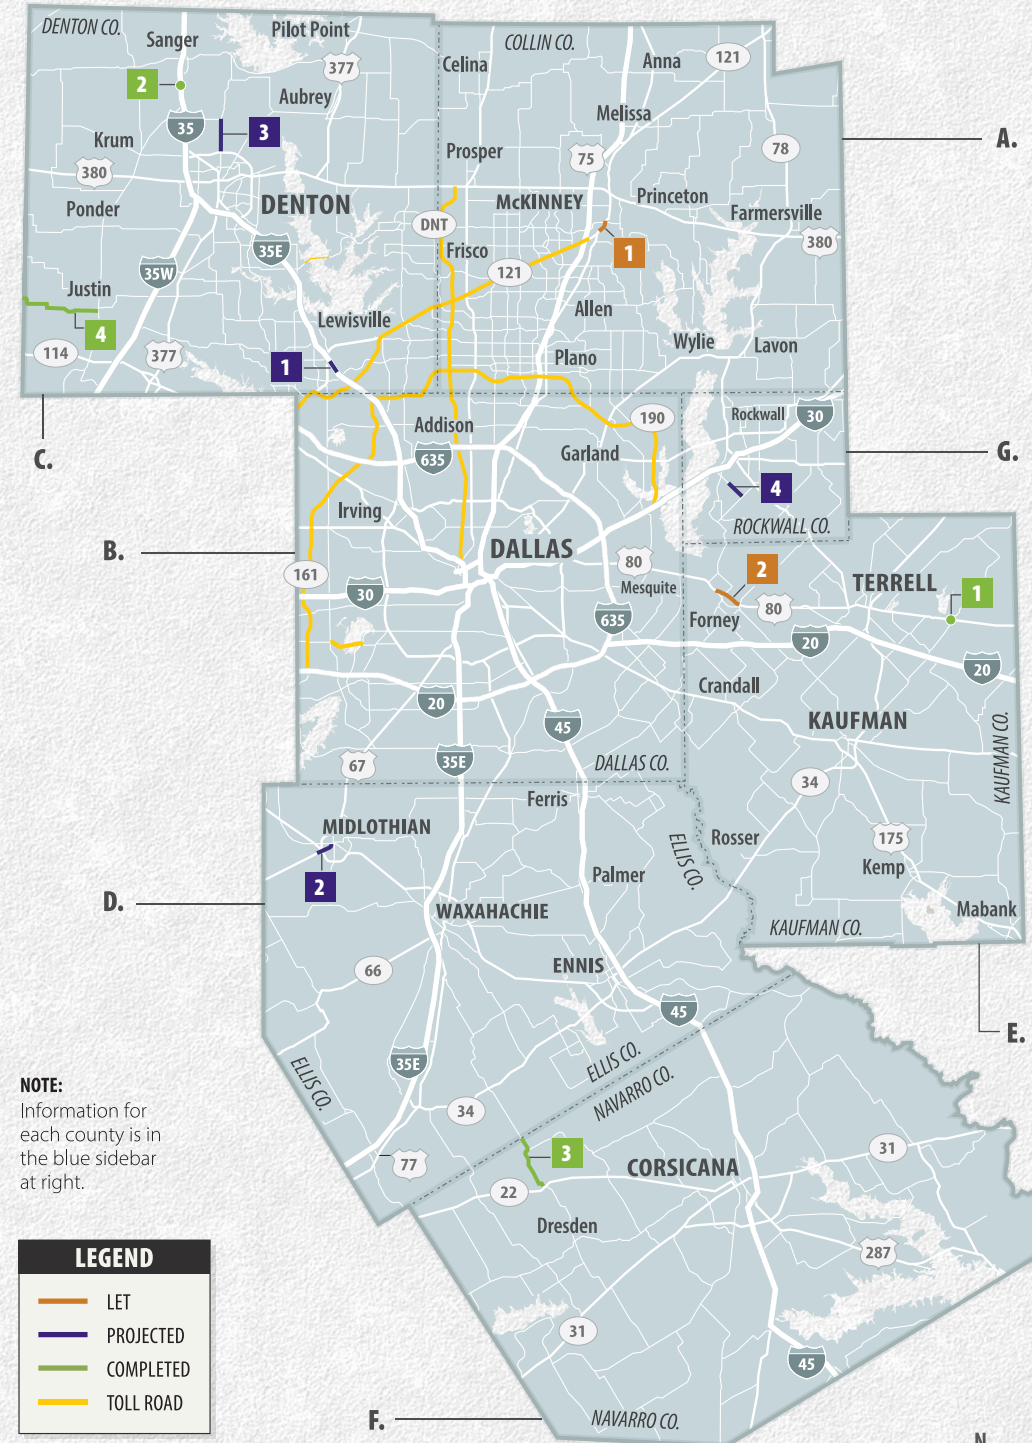 DENTON CO.
Sanger
Pilot Point
377
2
Aubrey
35
3
Krum
380
Ponder
DENTON
35E
35W
Justin
4
114
377
Lewisville
1
C.
COLLIN CO.
Celina
Anna
121
Melissa
A.
Prosper
75
78
McKINNEY
Princeton
Farmersville
DNT
380
Frisco
1
121
Allen
Wylie
Lavon
Plano
Addison
190
Rockwall
30
635
Garland
G.
4
Irving
ROCKWALL CO.
B.
DALLAS
161
80
Mesquite
30
635
20
45
35E
67
DALLAS CO.
2
TERRELL
1
80
Forney
20
20
Crandall
KAUFMAN
KAUFMAN CO.
34
Rosser
175
Kemp
Mabank
KAUFMAN CO.
E.
Ferris
MIDLOTHIAN
ELLIS CO.
2
Palmer
D.
WAXAHACHIE
66
ENNIS
45
35E
ELLIS CO.
ELLIS CO.
NAVARRO CO.
34
77
3
CORSICANA
31
22
Dresden
287
31
45
F.
NAVARRO CO.
N
NOTE:
Information for
each county is in
the blue sidebar
at right.
LEGEND
LET
PROJECTED
COMPLETED
TOLL ROAD